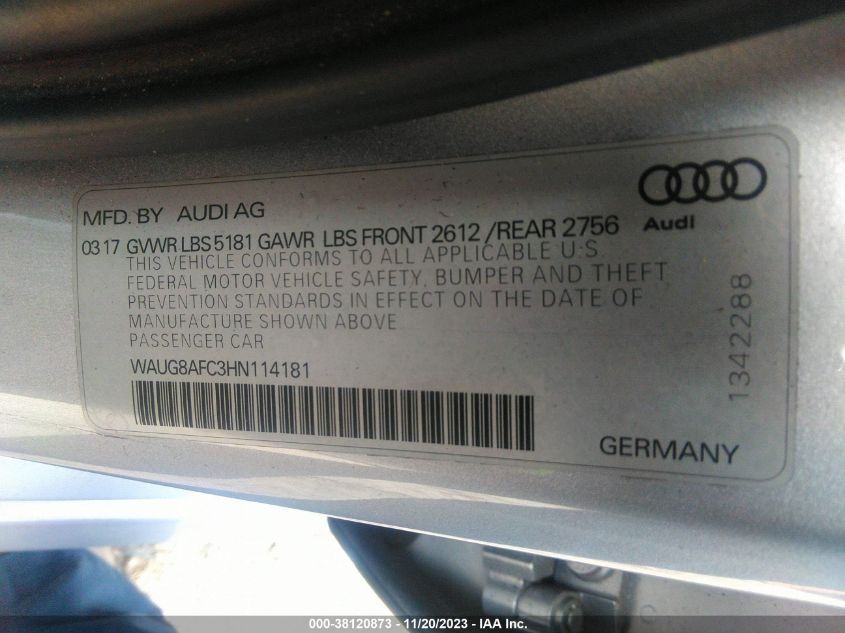 MFD. BY AUDI AG
Audi
03 17 GVWR LBS 5181 GAWR LBS FRONT 2612 /REAR 2756
THIS VEHICLE CONFORMS TO ALL APPLICABLE U.S
FEDERAL MOTOR VEHICLE SAFETY, BUMPER AND THEFT
PREVENTION STANDARDS IN EFFECT ON THE DATE OF
MANUFACTURE SHOWN ABOVE
PASSENGER CAR
WAUG8AFC3HN114181
1342288
GERMANY
000-38120873 - 11/20/2023 - IAA Inc.